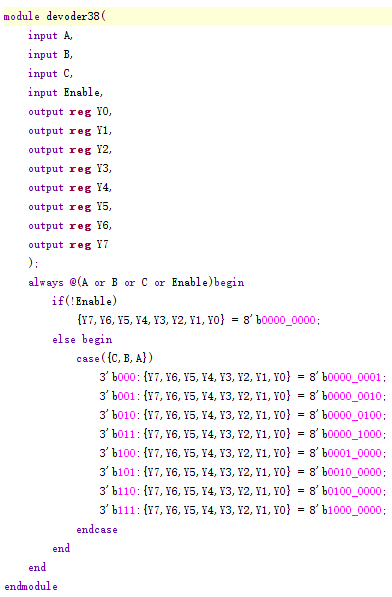 module devoder38(
input A,
input B,
input C,
input Enable,
output reg Y0,
output reg Y1,
output reg Y2,
output reg Y3,
output reg Y4,
output reg Y5,
output reg Y6,
output reg Y7
);
always @(A or B or C or Enable)begin
if(!Enable)
{Y7,Y6,Y5,Y4,Y3,Y2,Y1,Y0} = 8'b0000_0000;
else begin
case({C,B,A})
3'b000:{Y7,Y6,Y5,Y4,Y3,Y2,Y1,Y0} = 8'b0000_0001;
3'b001:{Y7,Y6,Y5,Y4,Y3,Y2,Y1,Y0} = 8'b0000_0010;
3'b010:{Y7,Y6,Y5,Y4,Y3,Y2,Y1,Y0} = 8'b0000_0100;
3'b011:{Y7,Y6,Y5,Y4,Y3,Y2,Y1,Y0} = 8'b0000_1000;
3'b100:{Y7,Y6,Y5,Y4,Y3,Y2,Y1,Y0} = 8'b0001_0000;
3'b101:{Y7,Y6,Y5,Y4,Y3,Y2,Y1,Y0} = 8'b0010_0000;
3'b110:{Y7,Y6,Y5,Y4,Y3,Y2,Y1,Y0} = 8'b0100_0000;
3'b111:{Y7,Y6,Y5,Y4,Y3,Y2,Y1,Y0} = 8'b1000_0000;
endcase
end
end
endmodule